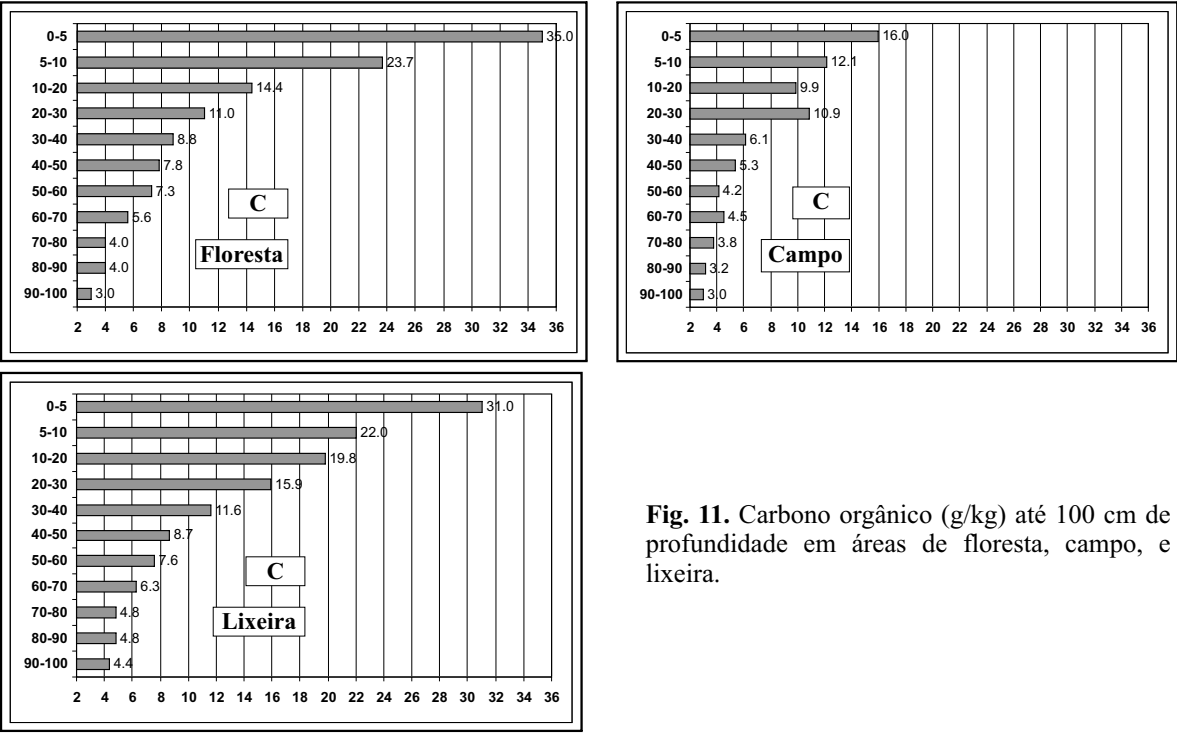 0-5 35.0
5-10 23.7
10-20 14.4
20-30 11.0
30-40 8.8
40-50 7.8
50-60 7.3
60-70 5.6
70-80 4.0
80-90 4.0
90-100 3.0
C
Floresta
2 4 6 8 10 12 14 16 18 20 22 24 26 28 30 32 34 36
0-5 16.0
5-10 12.1
10-20 9.9
20-30 10.9
30-40 6.1
40-50 5.3
50-60 4.2
60-70 4.5
70-80 3.8
80-90 3.2
90-100 3.0
C
Campo
2 4 6 8 10 12 14 16 18 20 22 24 26 28 30 32 34 36
0-5 31.0
5-10 22.0
10-20 19.8
20-30 15.9
30-40 11.6
40-50 8.7
50-60 7.6
60-70 6.3
70-80 4.8
80-90 4.8
90-100 4.4
C
Lixeira
2 4 6 8 10 12 14 16 18 20 22 24 26 28 30 32 34 36
Fig. 11. Carbono orgânico (g/kg) até 100 cm de
profundidade em áreas de floresta, campo, e
lixeira.